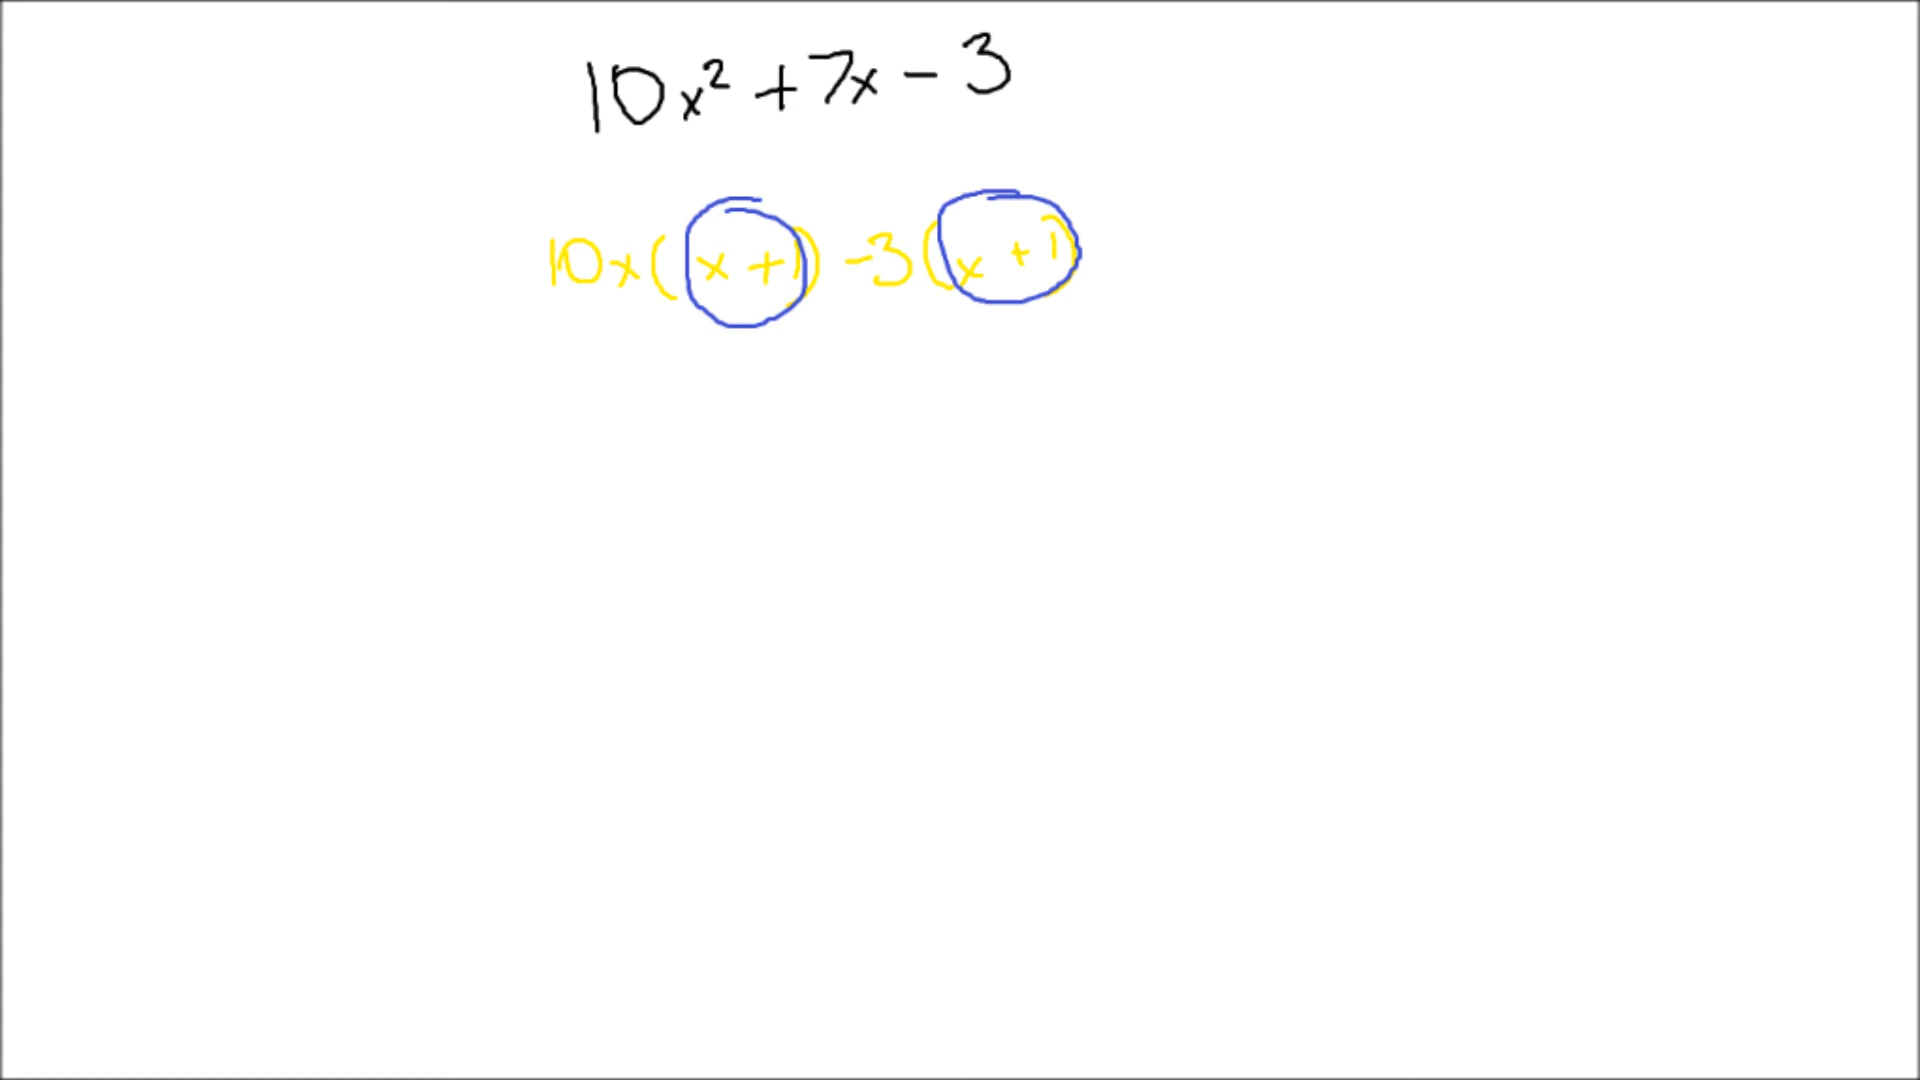 10x² + 7x - 3
10x(x + 1) - 3(x + 1)